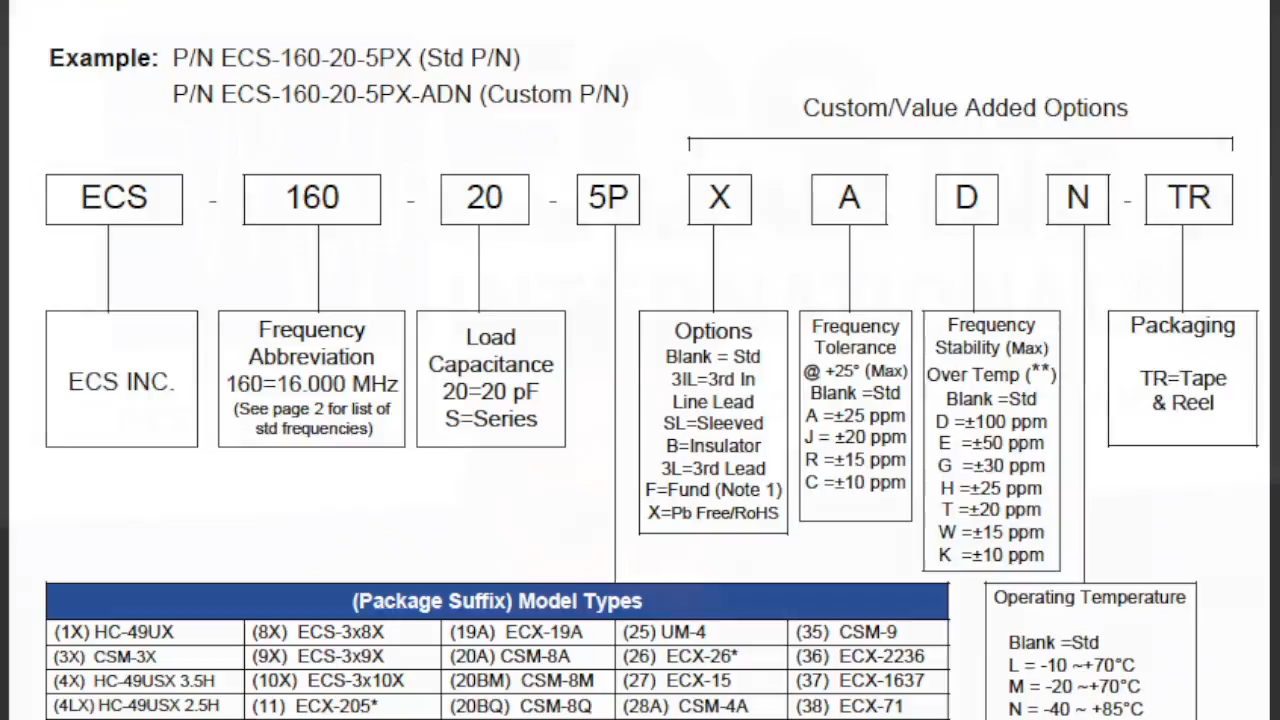 Example: P/N ECS-160-20-5PX (Std P/N)
P/N ECS-160-20-5PX-ADN (Custom P/N)
Custom/Value Added Options
ECS - 160 - 20 - 5P X A D N - TR
ECS INC.
Frequency
Abbreviation
160=16.000 MHz
(See page 2 for list of
std frequencies)
Load
Capacitance
20=20 pF
S=Series
Options
Blank = Std
3IL=3rd In
Line Lead
SL=Sleeved
B=Insulator
3L=3rd Lead
F=Fund (Note 1)
X=Pb Free/RoHS
Frequency
Tolerance
@ +25° (Max)
Blank =Std
A =±25 ppm
J = ±20 ppm
R =±15 ppm
C =±10 ppm
Frequency
Stability (Max)
Over Temp (**)
Blank =Std
D =±100 ppm
E =±50 ppm
G =±30 ppm
H =±25 ppm
T =±20 ppm
W =±15 ppm
K =±10 ppm
Packaging
TR=Tape
& Reel
(Package Suffix) Model Types
(1X) HC-49UX (8X) ECS-3x8X (19A) ECX-19A (25) UM-4 (35) CSM-9
(3X) CSM-3X (9X) ECS-3x9X (20A) CSM-8A (26) ECX-26* (36) ECX-2236
(4X) HC-49USX 3.5H (10X) ECS-3x10X (20BM) CSM-8M (27) ECX-15 (37) ECX-1637
(4LX) HC-49USX 2.5H (11) ECX-205* (20BQ) CSM-8Q (28A) CSM-4A (38) ECX-71
Operating Temperature
Blank =Std
L = -10 ~+70°C
M = -20 ~+70°C
N = -40 ~ +85°C